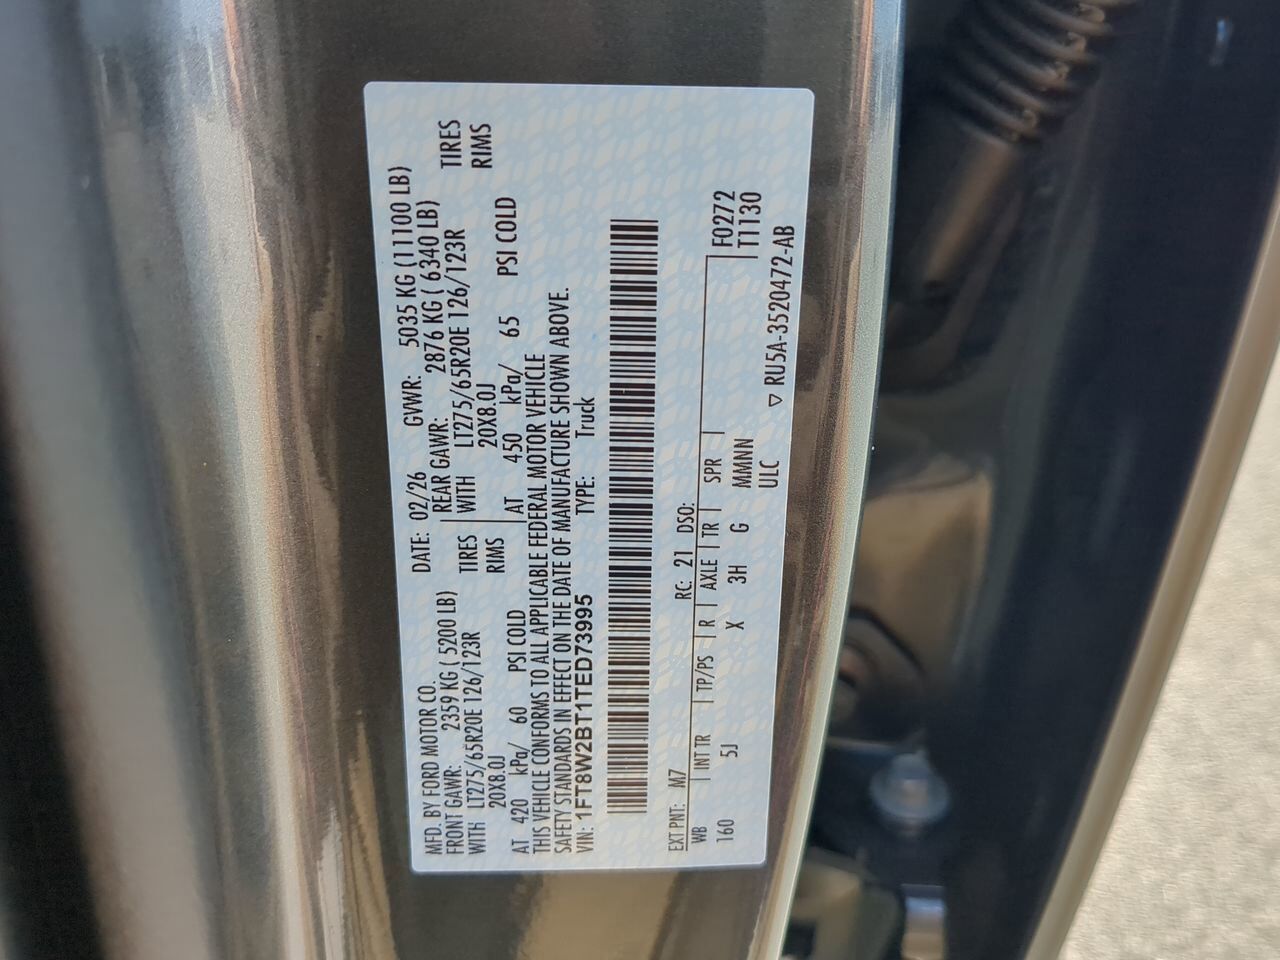 MFD. BY FORD MOTOR CO. DATE: 02/26 GVWR: 5035 KG (11100 LB)
FRONT GAWR: 2359 KG ( 5200 LB) REAR GAWR: 2876 KG ( 6340 LB)
WITH LT275/65R20E 126/123R TIRES WITH LT275/65R20E 126/123R TIRES
20X8.0J RIMS 20X8.0J RIMS
AT 420 kPa/ 60 PSI COLD AT 450 kPa/ 65 PSI COLD
THIS VEHICLE CONFORMS TO ALL APPLICABLE FEDERAL MOTOR VEHICLE
SAFETY STANDARDS IN EFFECT ON THE DATE OF MANUFACTURE SHOWN ABOVE.
VIN: 1FT8W2BT1TED73995 TYPE: Truck
EXT PNT: M7 RC: 21 DSO:
WB INT TR TP/PS R AXLE TR SPR F0272
160 5J X 3H G MMNN T1130
ULC ▽ RU5A-3520472-AB